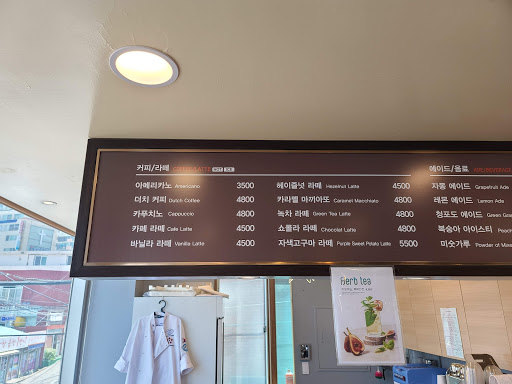 커피/라떼 COFFEE/LATTE HOT ICE
아메리카노 Americano 3500
더치 커피 Dutch Coffee 4800
카푸치노 Cappuccino 4800
카페 라떼 Cafe Latte 4500
바닐라 라떼 Vanilla Latte 4500
헤이즐넛 라떼 Hazelnut Latte 4500
카라멜 마끼아또 Caramel Macchiato 4800
녹차 라떼 Green Tea Latte 4800
쇼콜라 라떼 Chocolat Latte 4800
자색고구마 라떼 Purple Sweet Potato Latte 5500
에이드/음료
자몽 에이드 Grapefruit Ade
레몬 에이드 Lemon Ade
청포도 에이드 Green
복숭아 아이스티 Peach
미숫가루 Powder of
Herb tea